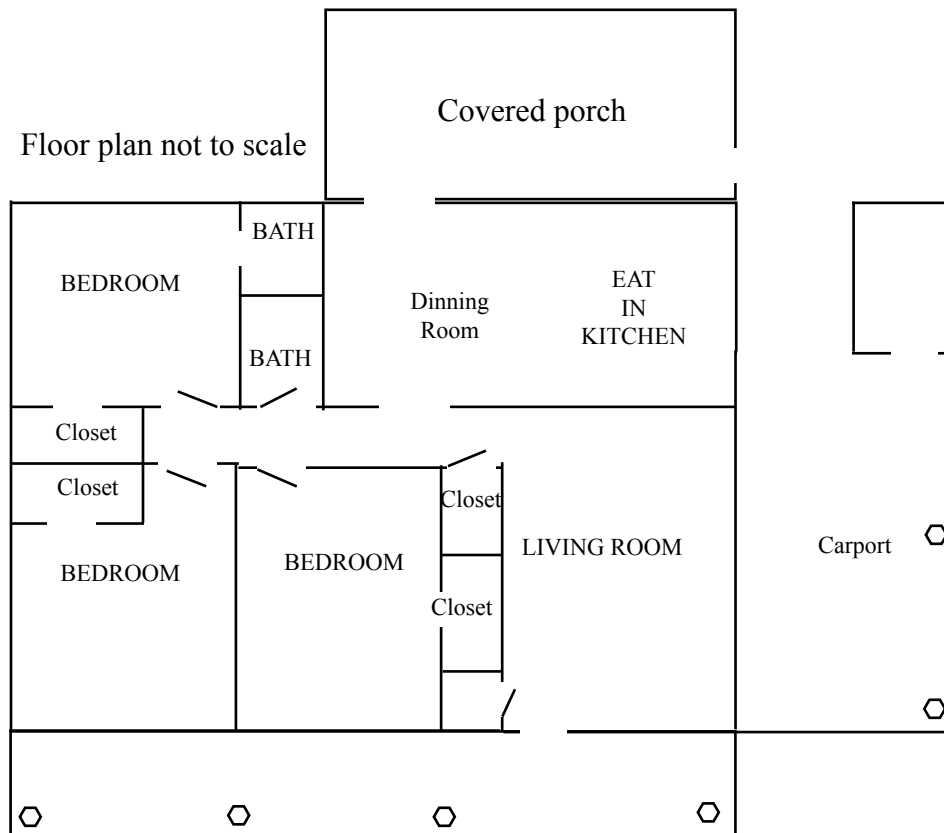 Covered porch
Floor plan not to scale
BATH
BEDROOM
EAT
IN
KITCHEN
Dinning
Room
BATH
Closet
Closet
Closet
LIVING ROOM
Carport
BEDROOM
BEDROOM
Closet